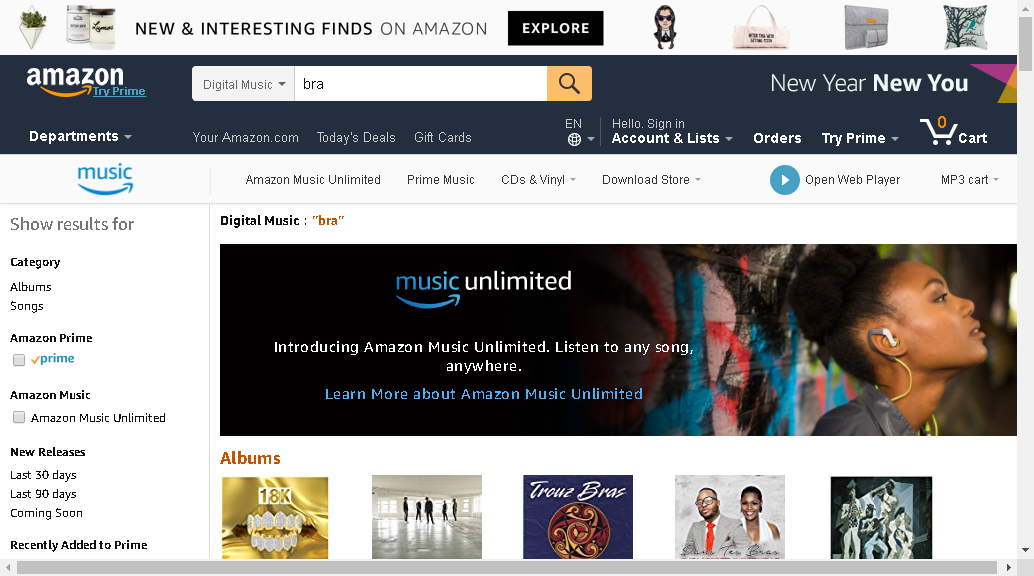 NEW & INTERESTING FINDS ON AMAZON
EXPLORE
amazon
Try Prime
Digital Music
bra
New Year New You
Departments
Your Amazon.com
Today's Deals
Gift Cards
EN
Hello. Sign in
Account & Lists
Orders
Try Prime
0
Cart
music
Amazon Music Unlimited
Prime Music
CDs & Vinyl
Download Store
Open Web Player
MP3 cart
Show results for
Category
Albums
Songs
Amazon Prime
prime
Amazon Music
Amazon Music Unlimited
New Releases
Last 30 days
Last 90 days
Coming Soon
Recently Added to Prime
Digital Music : "bra"
music unlimited
Introducing Amazon Music Unlimited. Listen to any song,
anywhere.
Learn More about Amazon Music Unlimited
Albums
18K
Trouz Bras
Dans Tes Bras